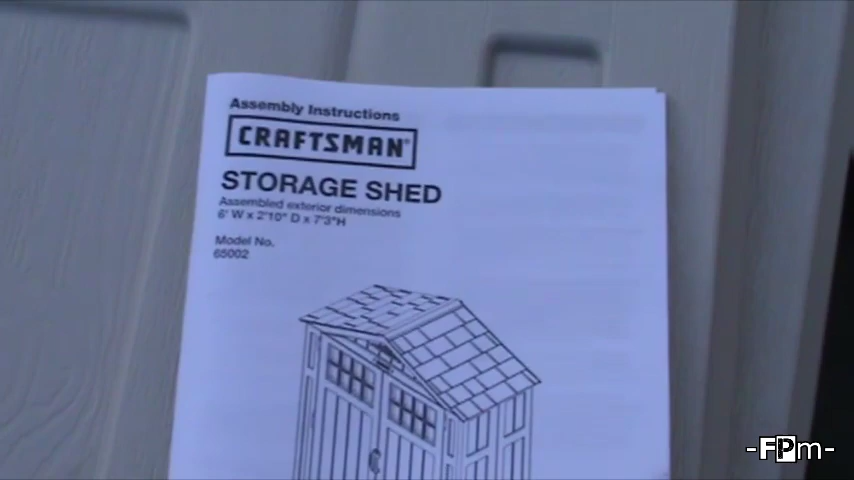 Assembly Instructions
CRAFTSMAN®
STORAGE SHED
Assembled exterior dimensions
6' W x 2'10" D x 7'3"H
Model No.
65002
-FPm-